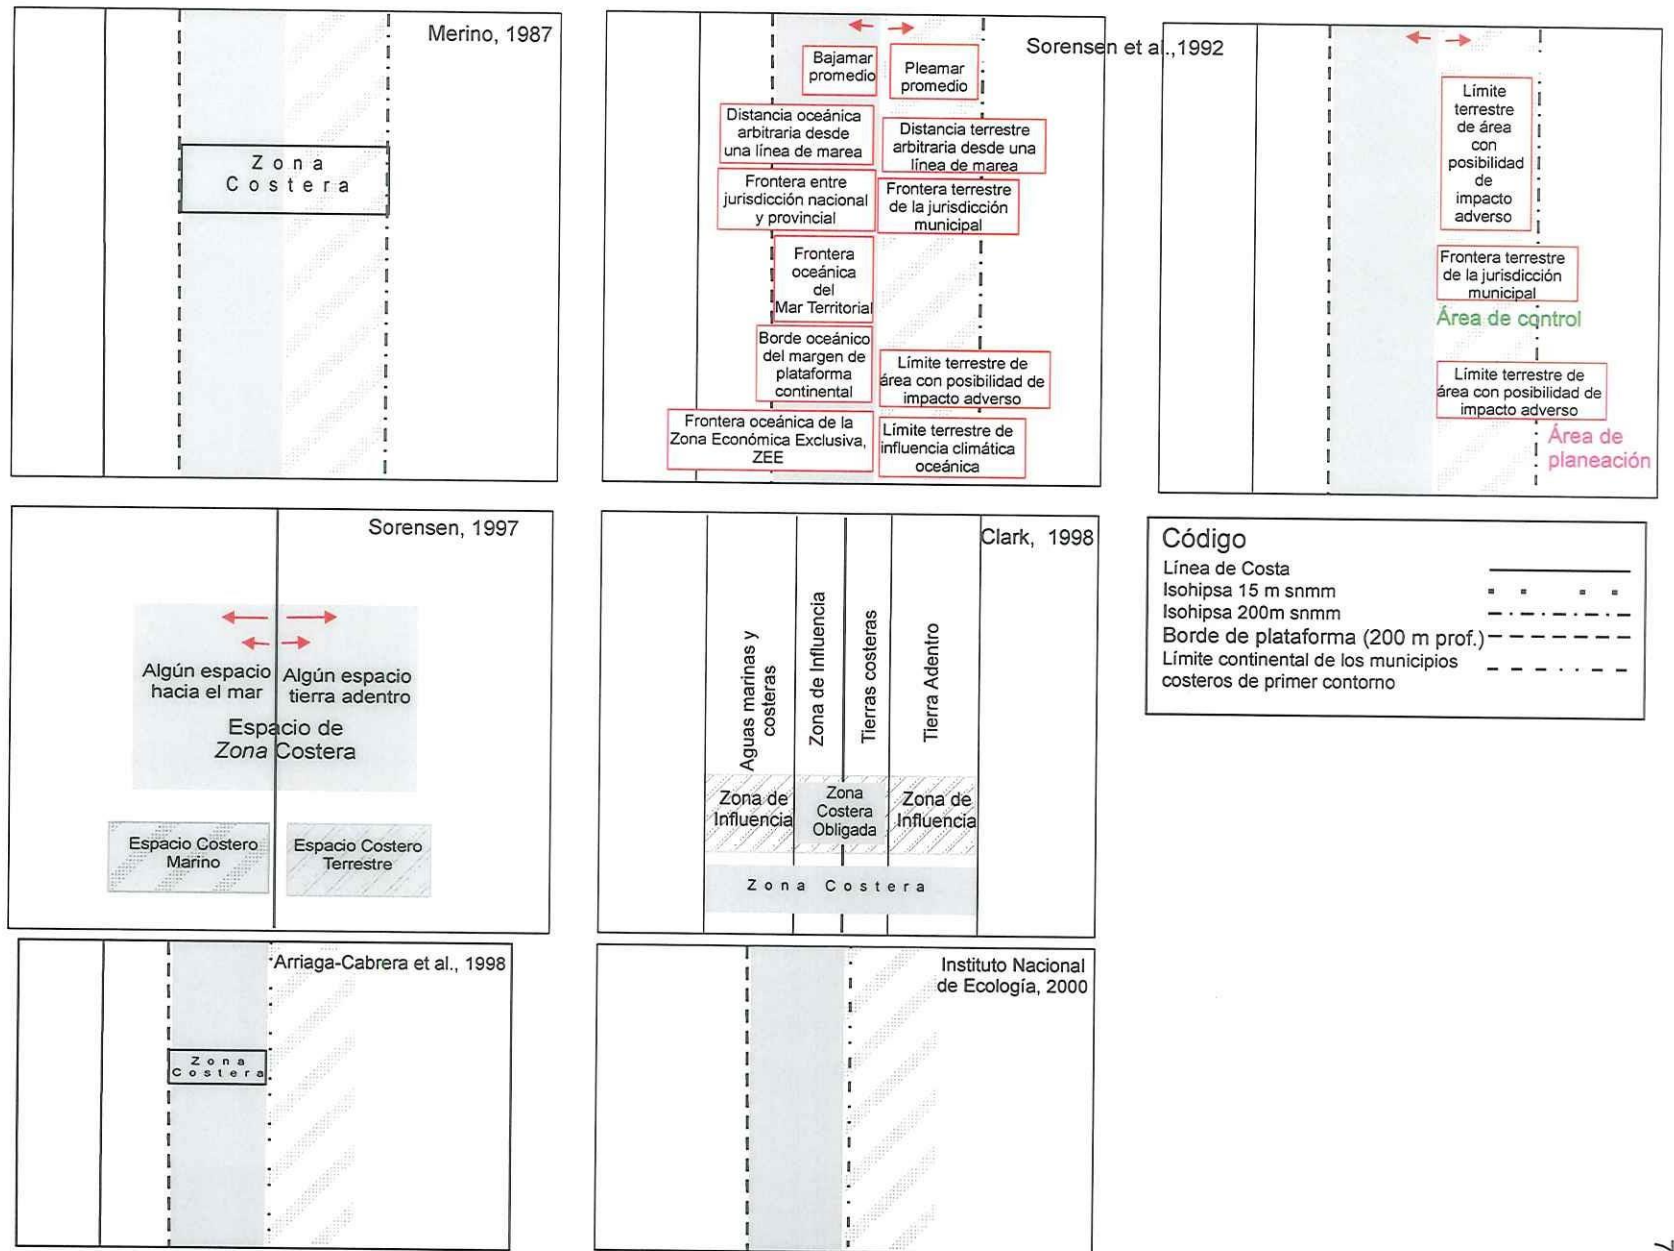 Merino, 1987
Zona
Costera
Sorensen et al.,1992
Bajamar
promedio
Pleamar
promedio
Distancia oceánica
arbitraria desde
una línea de marea
Distancia terrestre
arbitraria desde una
línea de marea
Frontera entre
jurisdicción nacional
y provincial
Frontera terrestre
de la jurisdicción
municipal
Frontera
oceánica
del
Mar Territorial
Borde oceánico
del margen de
plataforma
continental
Límite terrestre de
área con posibilidad de
impacto adverso
Frontera oceánica de la
Zona Económica Exclusiva,
ZEE
Límite terrestre de
influencia climática
oceánica
Límite
terrestre
de área
con
posibilidad
de
impacto
adverso
Frontera terrestre
de la jurisdicción
municipal
Área de control
Límite terrestre de
área con posibilidad de
impacto adverso
Área de
planeación
Sorensen, 1997
Algún espacio
hacia el mar
Algún espacio
tierra adentro
Espacio de
Zona Costera
Espacio Costero
Marino
Espacio Costero
Terrestre
Clark, 1998
Aguas marinas y
costeras
Zona de Influencia
Tierras costeras
Tierra Adentro
Zona de
Influencia
Zona
Costera
Obligada
Zona de
Influencia
Zona Costera
Código
Línea de Costa
Isohipsa 15 m snmm
Isohipsa 200m snmm
Borde de plataforma (200 m prof.)
Límite continental de los municipios
costeros de primer contorno
Arriaga-Cabrera et al., 1998
Zona
Costera
Instituto Nacional
de Ecología, 2000
7